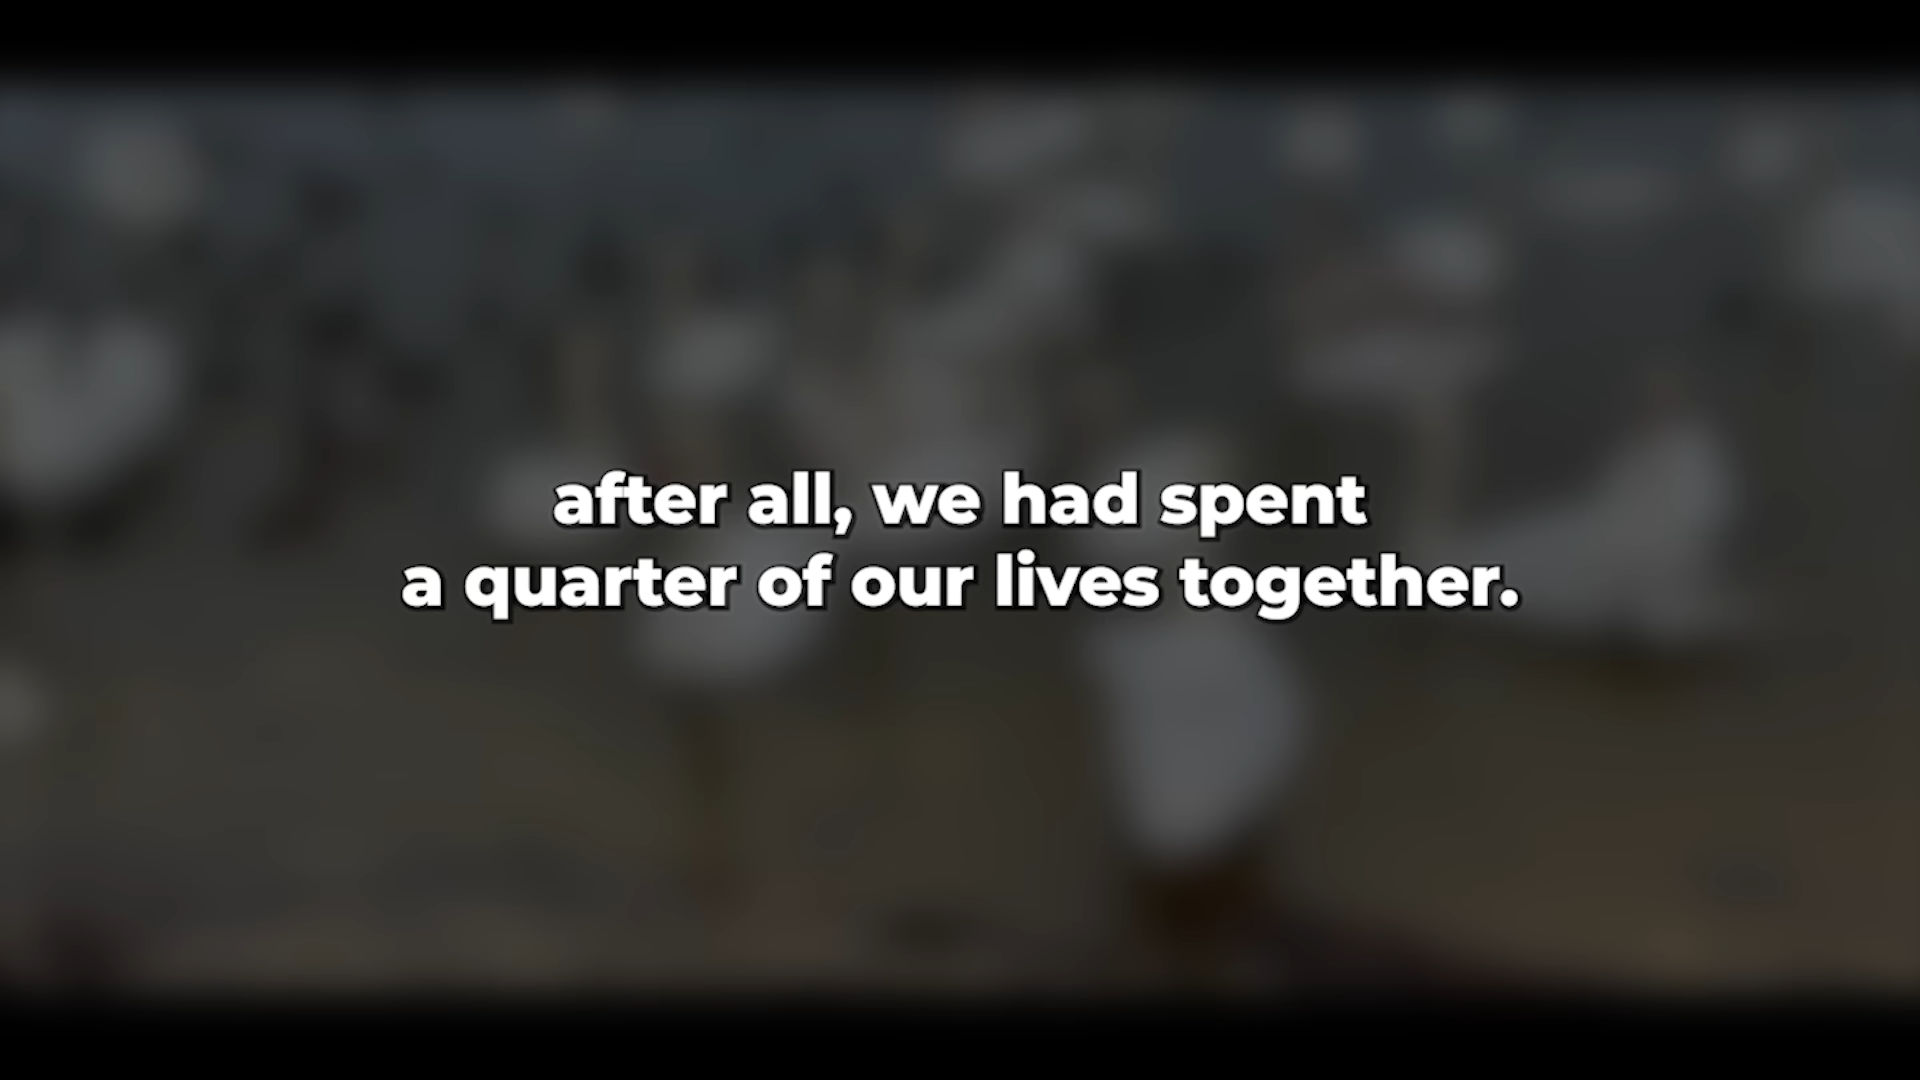 after all, we had spent
a quarter of our lives together.